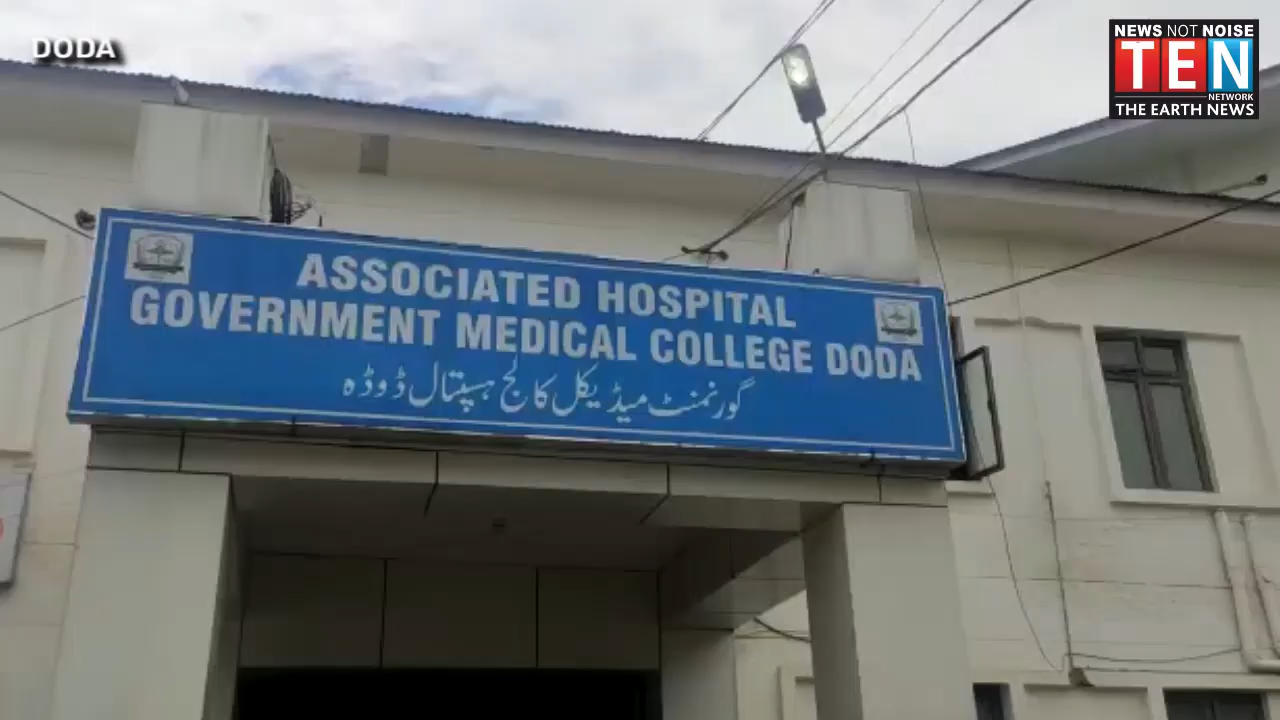 DODA
NEWS NOT NOISE
TEN
NETWORK
THE EARTH NEWS
ASSOCIATED HOSPITAL
GOVERNMENT MEDICAL COLLEGE DODA
گورنمنٹ میڈیکل کالج ہسپتال ڈوڈہ